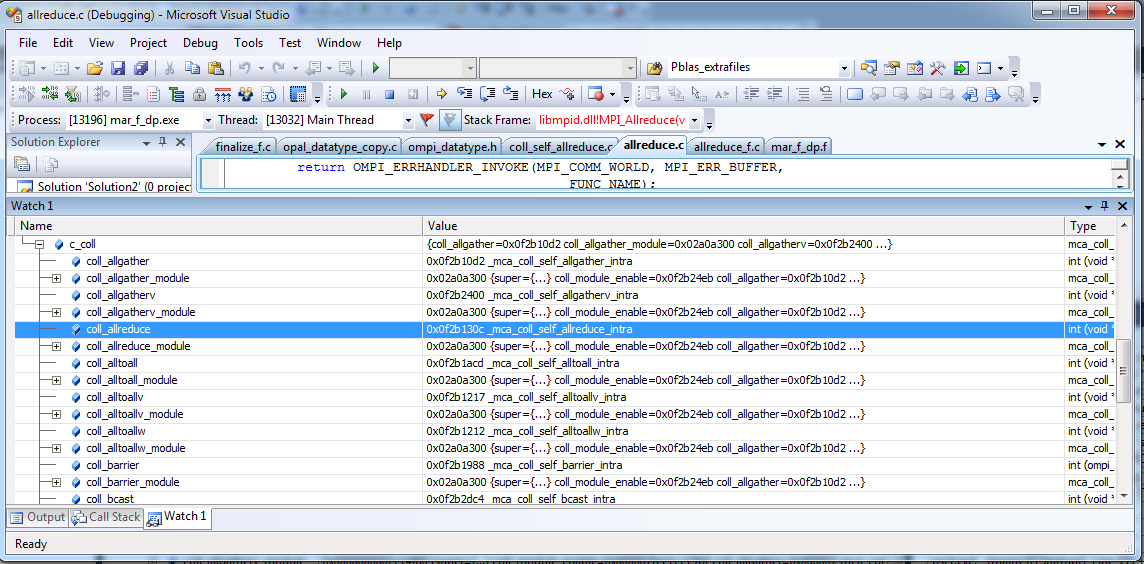 allreduce.c (Debugging) - Microsoft Visual Studio
File Edit View Project Debug Tools Test Window Help
Pblas_extrafiles
Hex
Process: [13196] mar_f_dp.exe Thread: [13032] Main Thread Stack Frame: libmpid.dll!MPI_Allreduce(v
Solution Explorer
finalize_f.c opal_datatype_copy.c ompi_datatype.h coll_self_allreduce.c allreduce.c allreduce_f.c mar_f_dp.f
return OMPI_ERRHANDLER_INVOKE(MPI_COMM_WORLD, MPI_ERR_BUFFER,
Solution 'Solution2' (0 project
FUNC_NAME);
Watch 1
Name Value Type
c_coll {coll_allgather=0x0f2b10d2 coll_allgather_module=0x02a0a300 coll_allgatherv=0x0f2b2400 ...} mca_coll_
coll_allgather 0x0f2b10d2 _mca_coll_self_allgather_intra int (void *
coll_allgather_module 0x02a0a300 {super={...} coll_module_enable=0x0f2b24eb coll_allgather=0x0f2b10d2 ...} mca_coll_
coll_allgatherv 0x0f2b2400 _mca_coll_self_allgatherv_intra int (void *
coll_allgatherv_module 0x02a0a300 {super={...} coll_module_enable=0x0f2b24eb coll_allgather=0x0f2b10d2 ...} mca_coll_
coll_allreduce 0x0f2b130c _mca_coll_self_allreduce_intra int (void *
coll_allreduce_module 0x02a0a300 {super={...} coll_module_enable=0x0f2b24eb coll_allgather=0x0f2b10d2 ...} mca_coll_
coll_alltoall 0x0f2b1acd _mca_coll_self_alltoall_intra int (void *
coll_alltoall_module 0x02a0a300 {super={...} coll_module_enable=0x0f2b24eb coll_allgather=0x0f2b10d2 ...} mca_coll_
coll_alltoallv 0x0f2b1217 _mca_coll_self_alltoallv_intra int (void *
coll_alltoallv_module 0x02a0a300 {super={...} coll_module_enable=0x0f2b24eb coll_allgather=0x0f2b10d2 ...} mca_coll_
coll_alltoallw 0x0f2b1212 _mca_coll_self_alltoallw_intra int (void *
coll_alltoallw_module 0x02a0a300 {super={...} coll_module_enable=0x0f2b24eb coll_allgather=0x0f2b10d2 ...} mca_coll_
coll_barrier 0x0f2b1988 _mca_coll_self_barrier_intra int (ompi_
coll_barrier_module 0x02a0a300 {super={...} coll_module_enable=0x0f2b24eb coll_allgather=0x0f2b10d2 ...} mca_coll_
coll_bcast 0x0f2b2dc4 _mca_coll_self_bcast_intra int (void *
Output Call Stack Watch 1
Ready